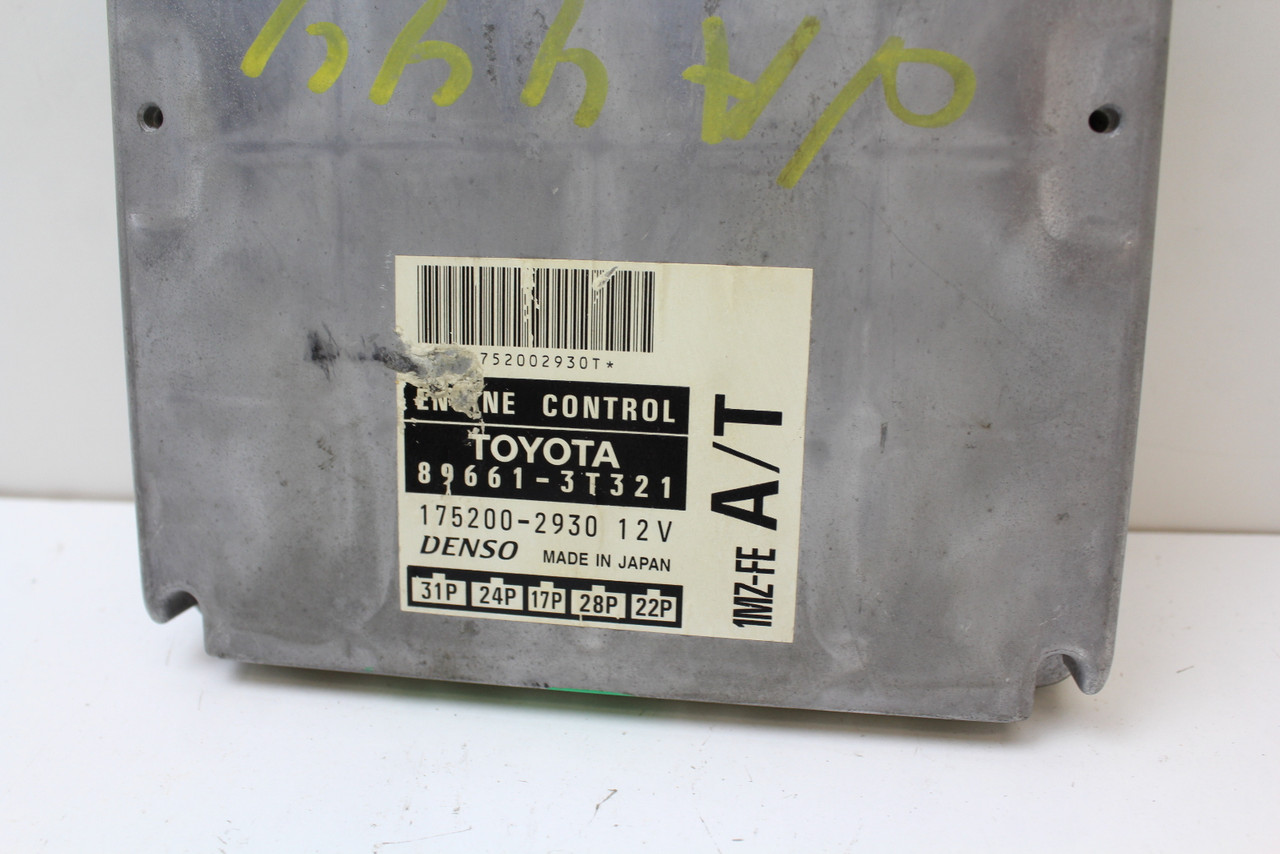 752002930T*
ENGINE CONTROL
TOYOTA
89661-3T321
175200-2930 12V
DENSO MADE IN JAPAN
31P 24P 17P 28P 22P
1MZ-FE A/T